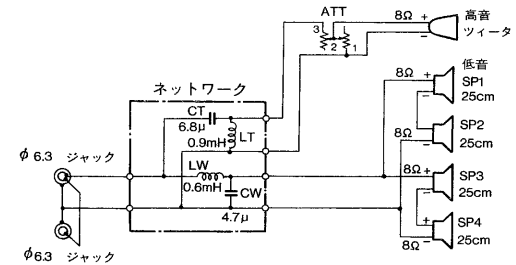 ATT
3
2
1
8Ω
+
−
高音
ツィータ
ネットワーク
CT
6.8μ
0.9mH
LT
LW
0.6mH
CW
4.7μ
φ6.3 ジャック
φ6.3 ジャック
低音
8Ω
+
−
SP1
25cm
8Ω
SP2
25cm
8Ω
+
−
SP3
25cm
+
8Ω
−
SP4
25cm